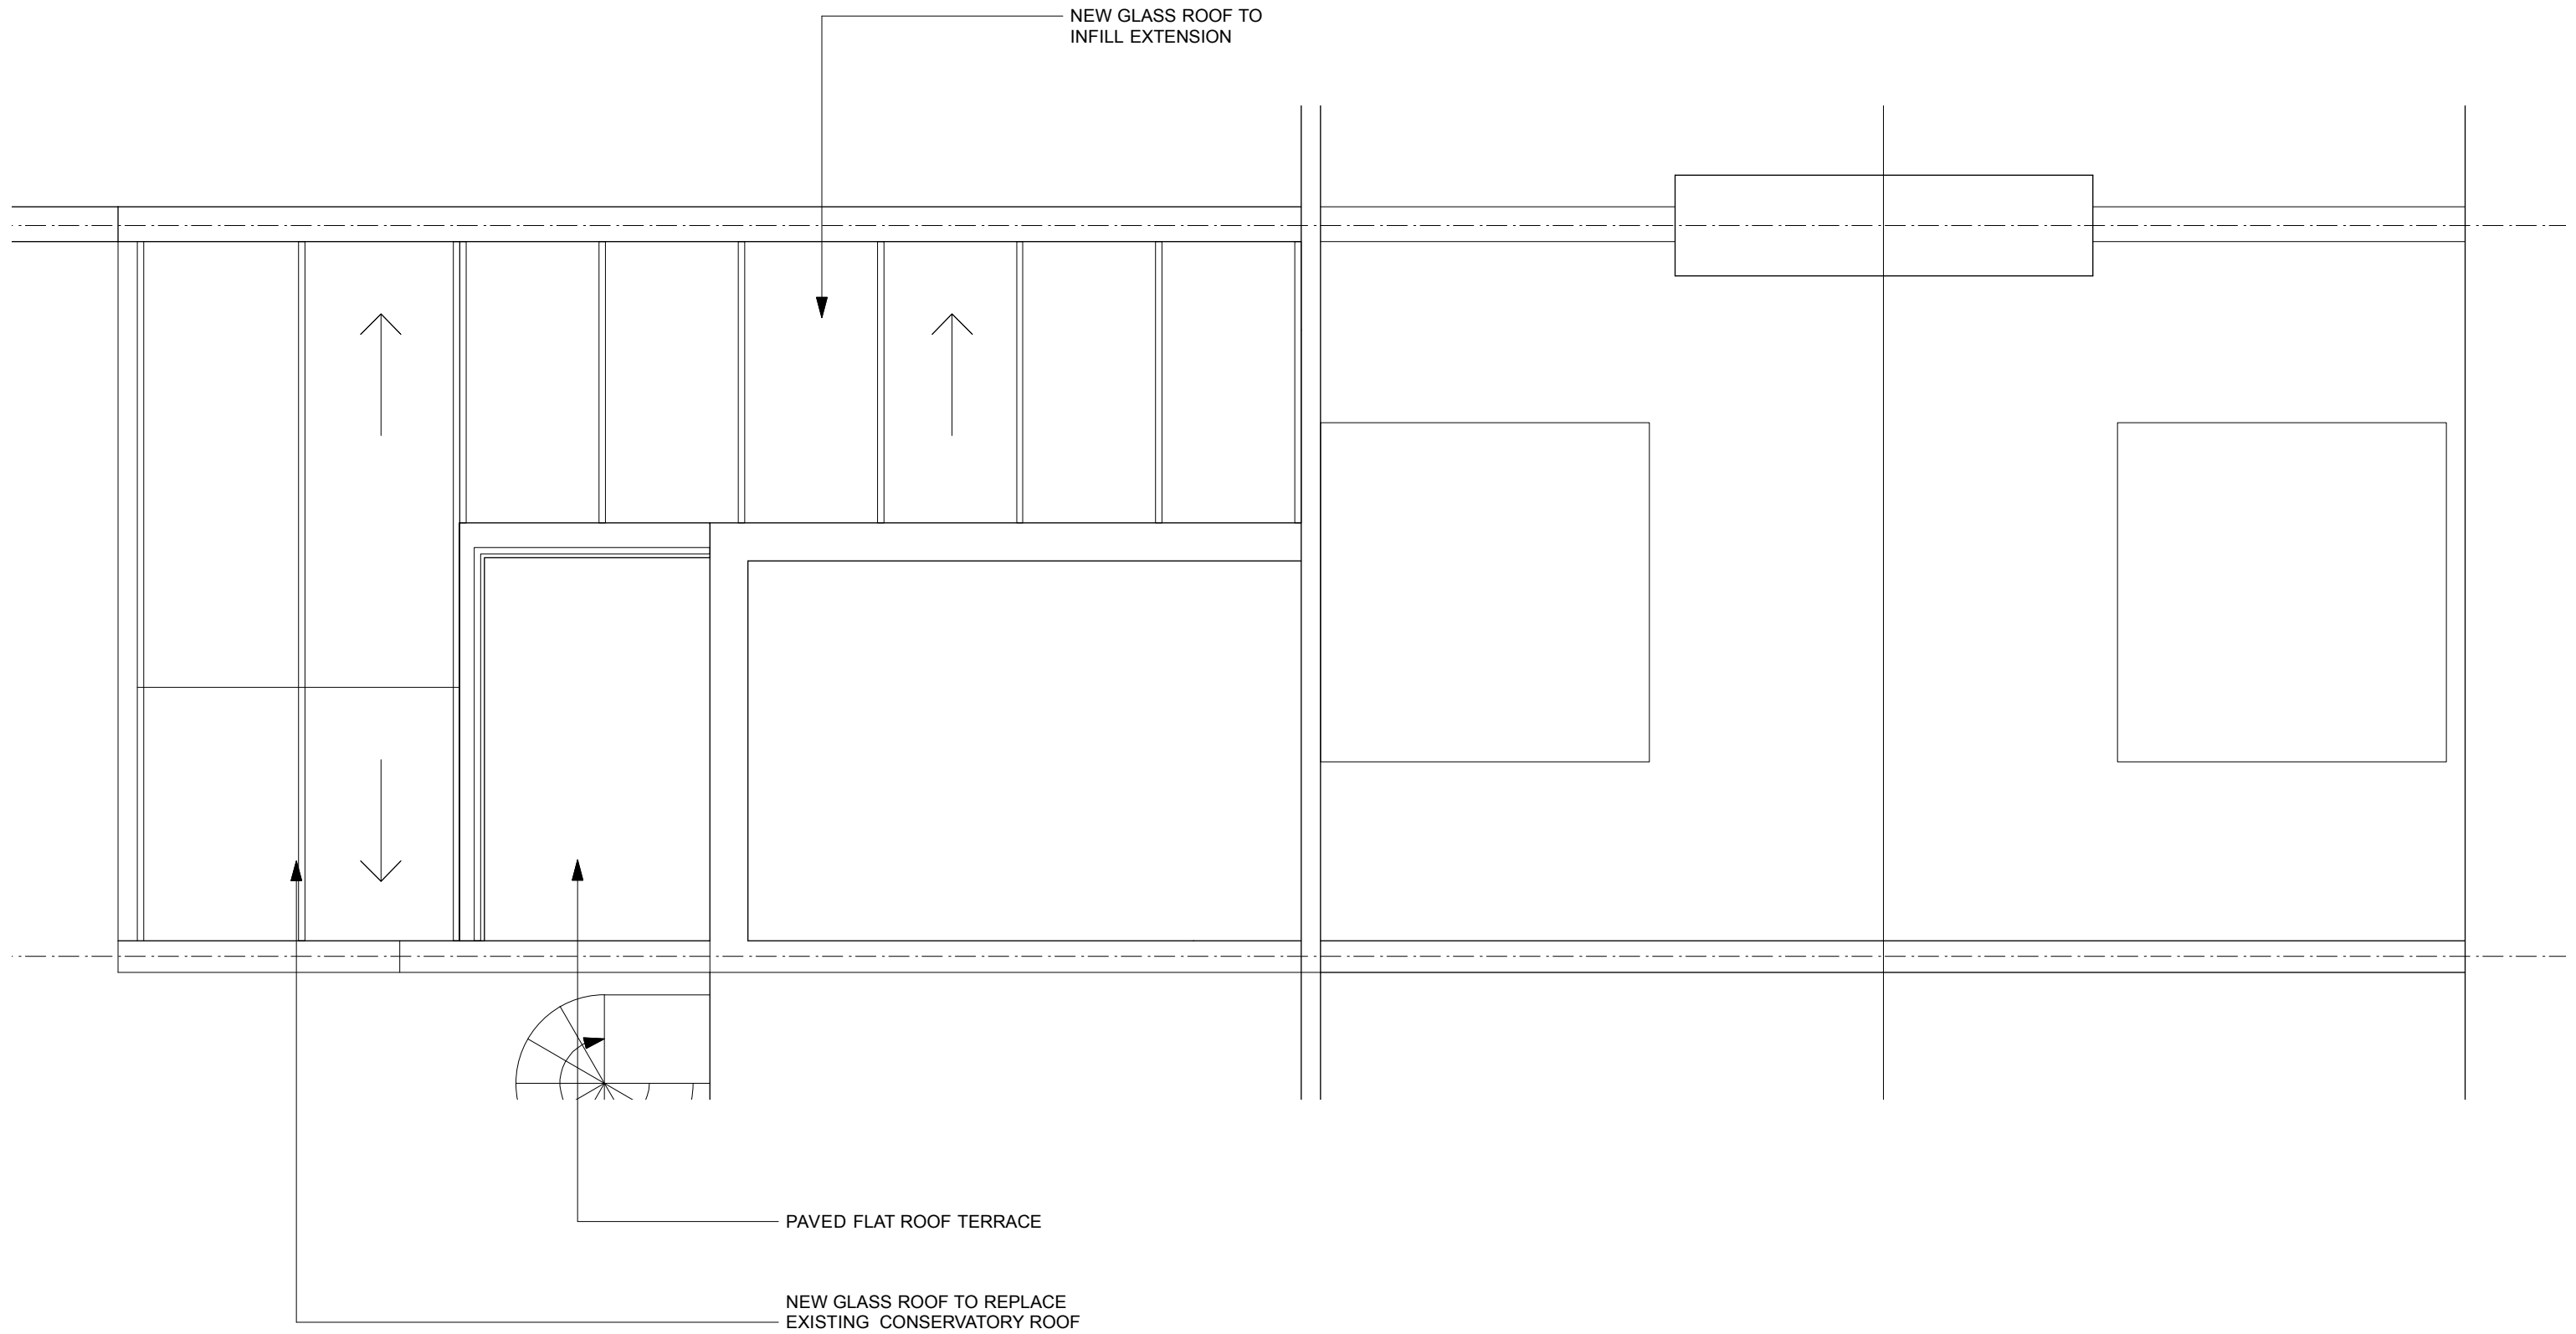 NEW GLASS ROOF TO
INFILL EXTENSION
PAVED FLAT ROOF TERRACE
NEW GLASS ROOF TO REPLACE
EXISTING CONSERVATORY ROOF